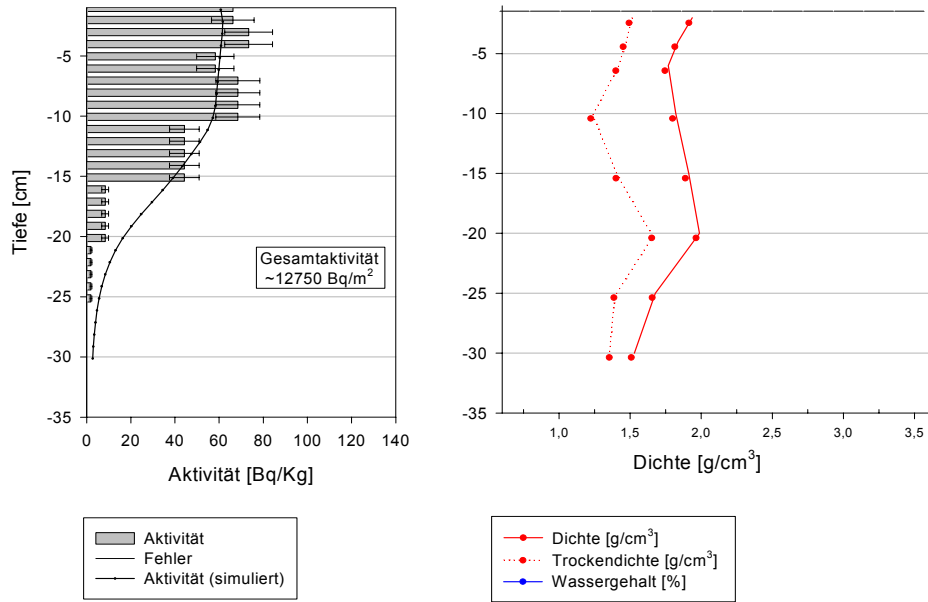 Tiefe [cm]
-5
-10
-15
-20
-25
-30
-35
0
20
40
60
80
100
120
140
Gesamtaktivität
~12750 Bq/m²
Aktivität [Bq/Kg]
Aktivität
Fehler
Aktivität (simuliert)
-5
-10
-15
-20
-25
-30
-35
1,0
1,5
2,0
2,5
3,0
3,5
Dichte [g/cm³]
Dichte [g/cm³]
Trockendichte [g/cm³]
Wassergehalt [%]